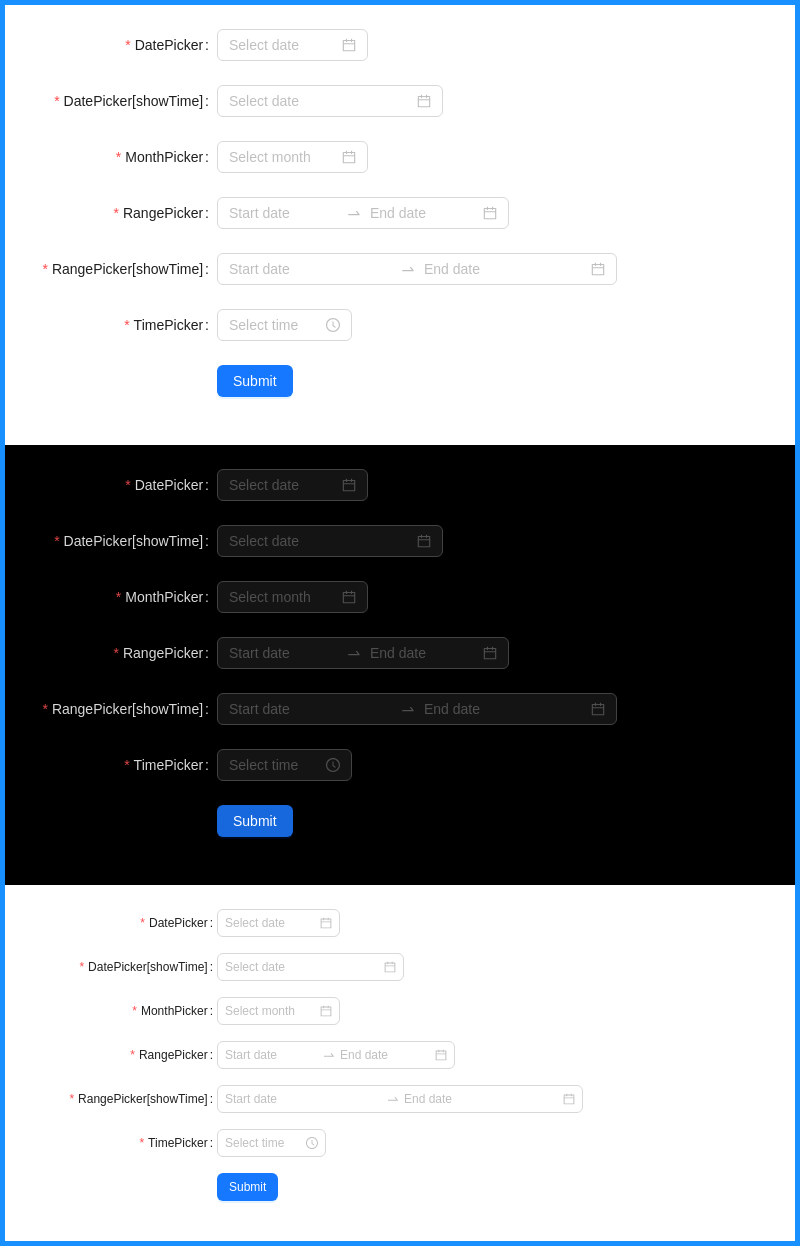 * DatePicker: Select date
* DatePicker[showTime]: Select date
* MonthPicker: Select month
* RangePicker: Start date End date
* RangePicker[showTime]: Start date End date
* TimePicker: Select time
Submit
* DatePicker: Select date
* DatePicker[showTime]: Select date
* MonthPicker: Select month
* RangePicker: Start date End date
* RangePicker[showTime]: Start date End date
* TimePicker: Select time
Submit
* DatePicker: Select date
* DatePicker[showTime]: Select date
* MonthPicker: Select month
* RangePicker: Start date End date
* RangePicker[showTime]: Start date End date
* TimePicker: Select time
Submit